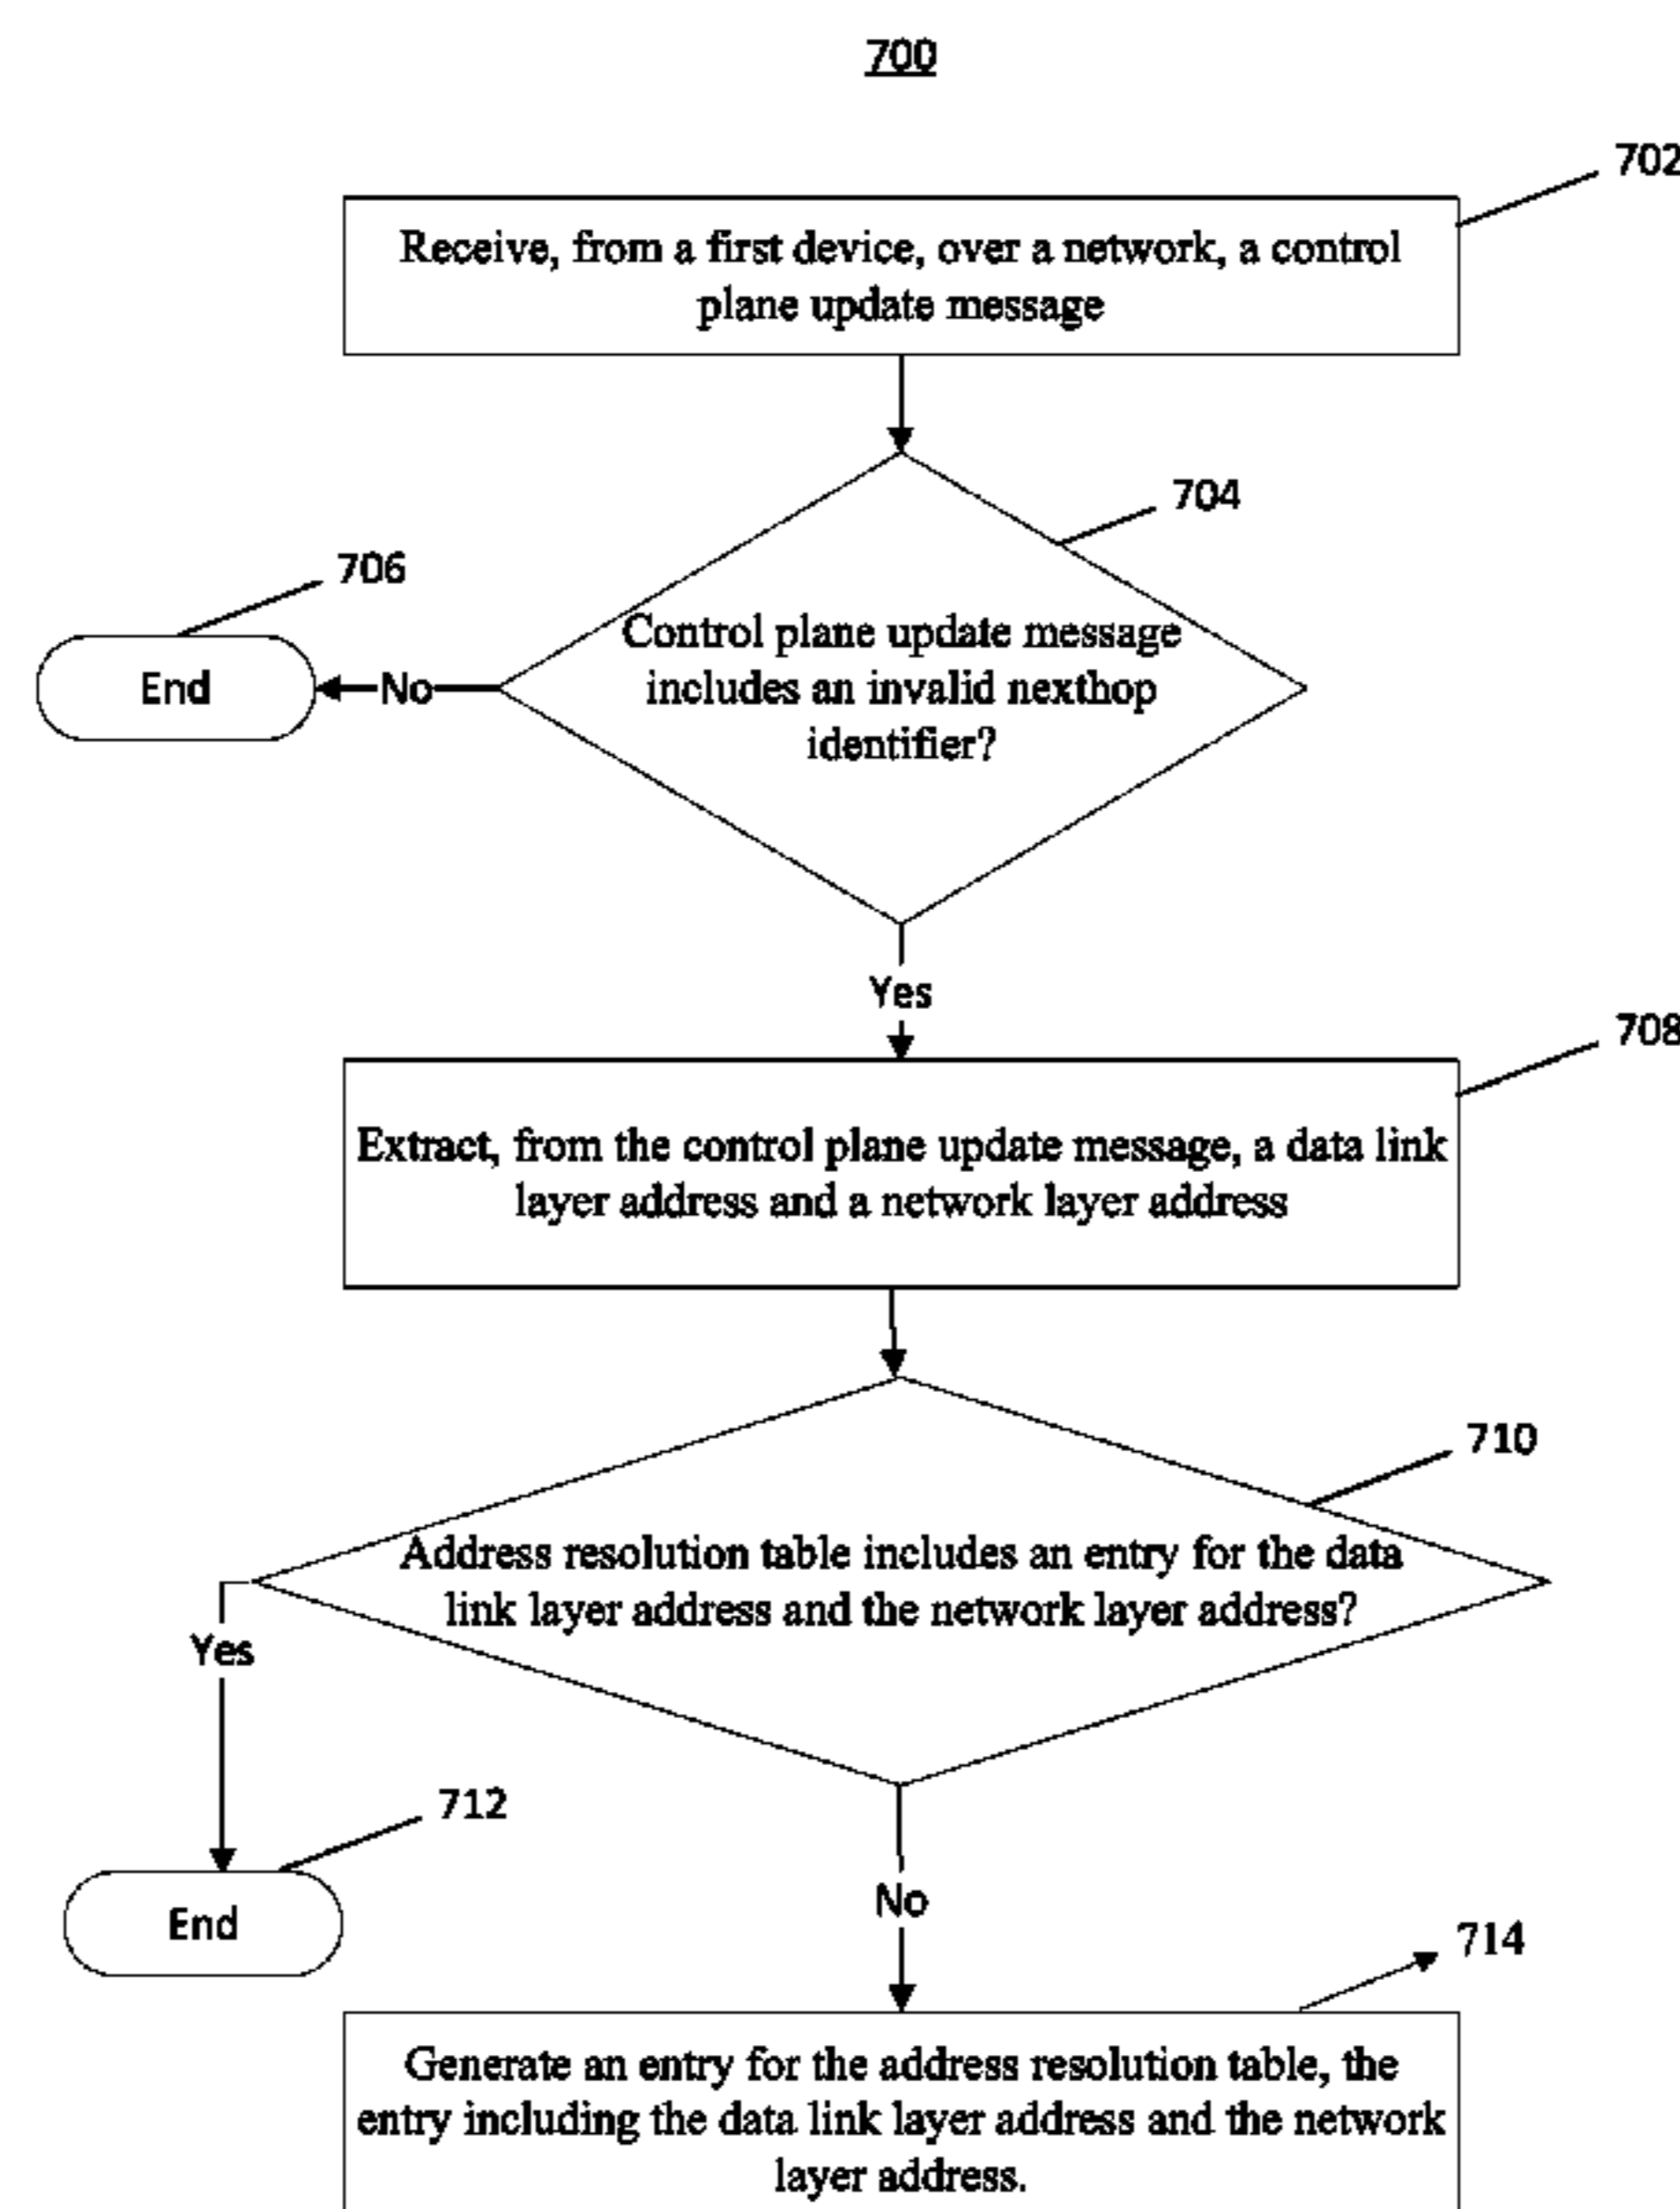 700
702
Receive, from a first device, over a network, a control
plane update message
704
706
Control plane update message
includes an invalid nexthop
identifier?
End
No
Yes
708
Extract, from the control plane update message, a data link
layer address and a network layer address
710
Address resolution table includes an entry for the data
link layer address and the network layer address?
Yes
712
End
No
714
Generate an entry for the address resolution table, the
entry including the data link layer address and the network
layer address.